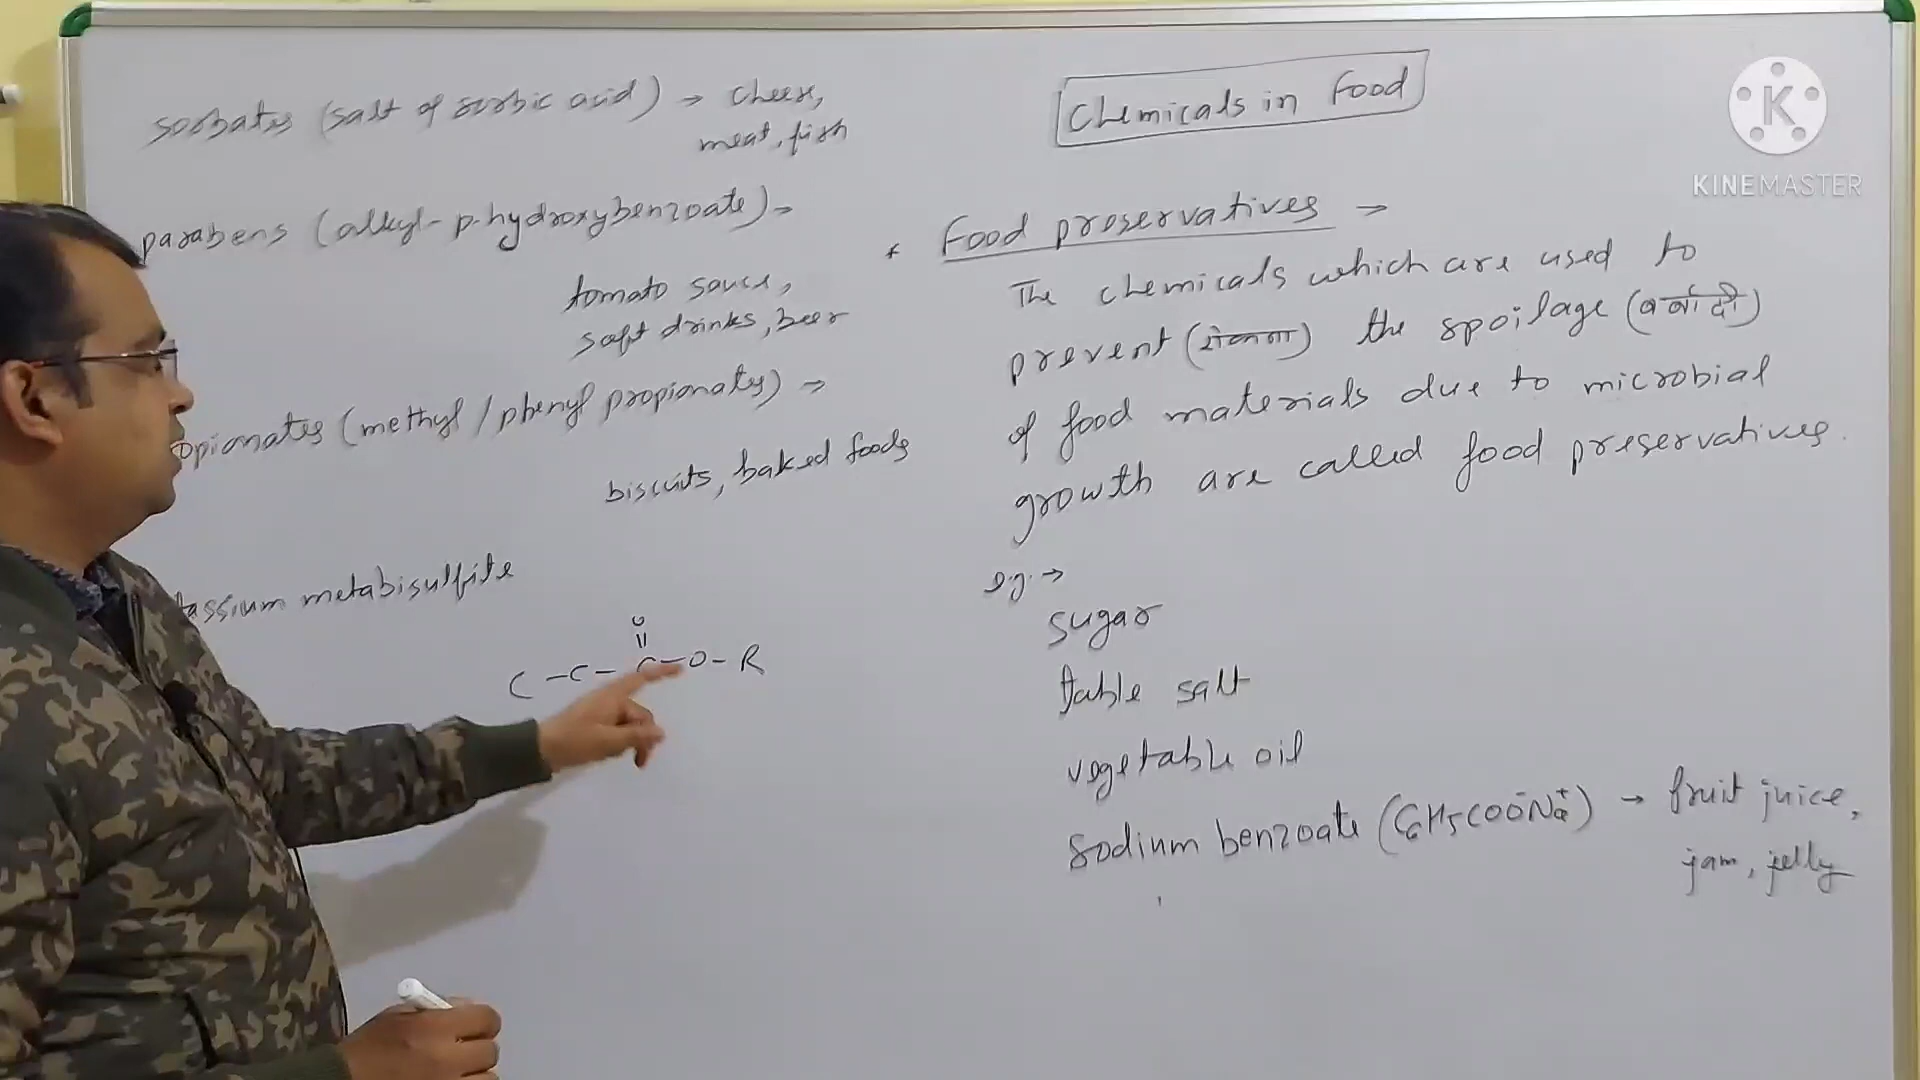 Chemicals in Food
* Food preservatives →
The chemicals which are used to
prevent (रोकना) the spoilage (बर्बादी)
of food materials due to microbial
growth are called food preservatives.
e.g. →
sugar
table salt
vegetable oil
sodium benzoate (C6H5COO⁻Na⁺) → fruit juice,
jam, jelly
sorbates (salt of sorbic acid) → cheese,
meat, fish
parabens (alkyl-p-hydroxybenzoate) →
tomato sauce,
soft drinks, beer
opionates (methyl / phenyl propionates) →
biscuits, baked foods
tassium metabisulfite
O
||
C – C – C – O – R
K
KINEMASTER